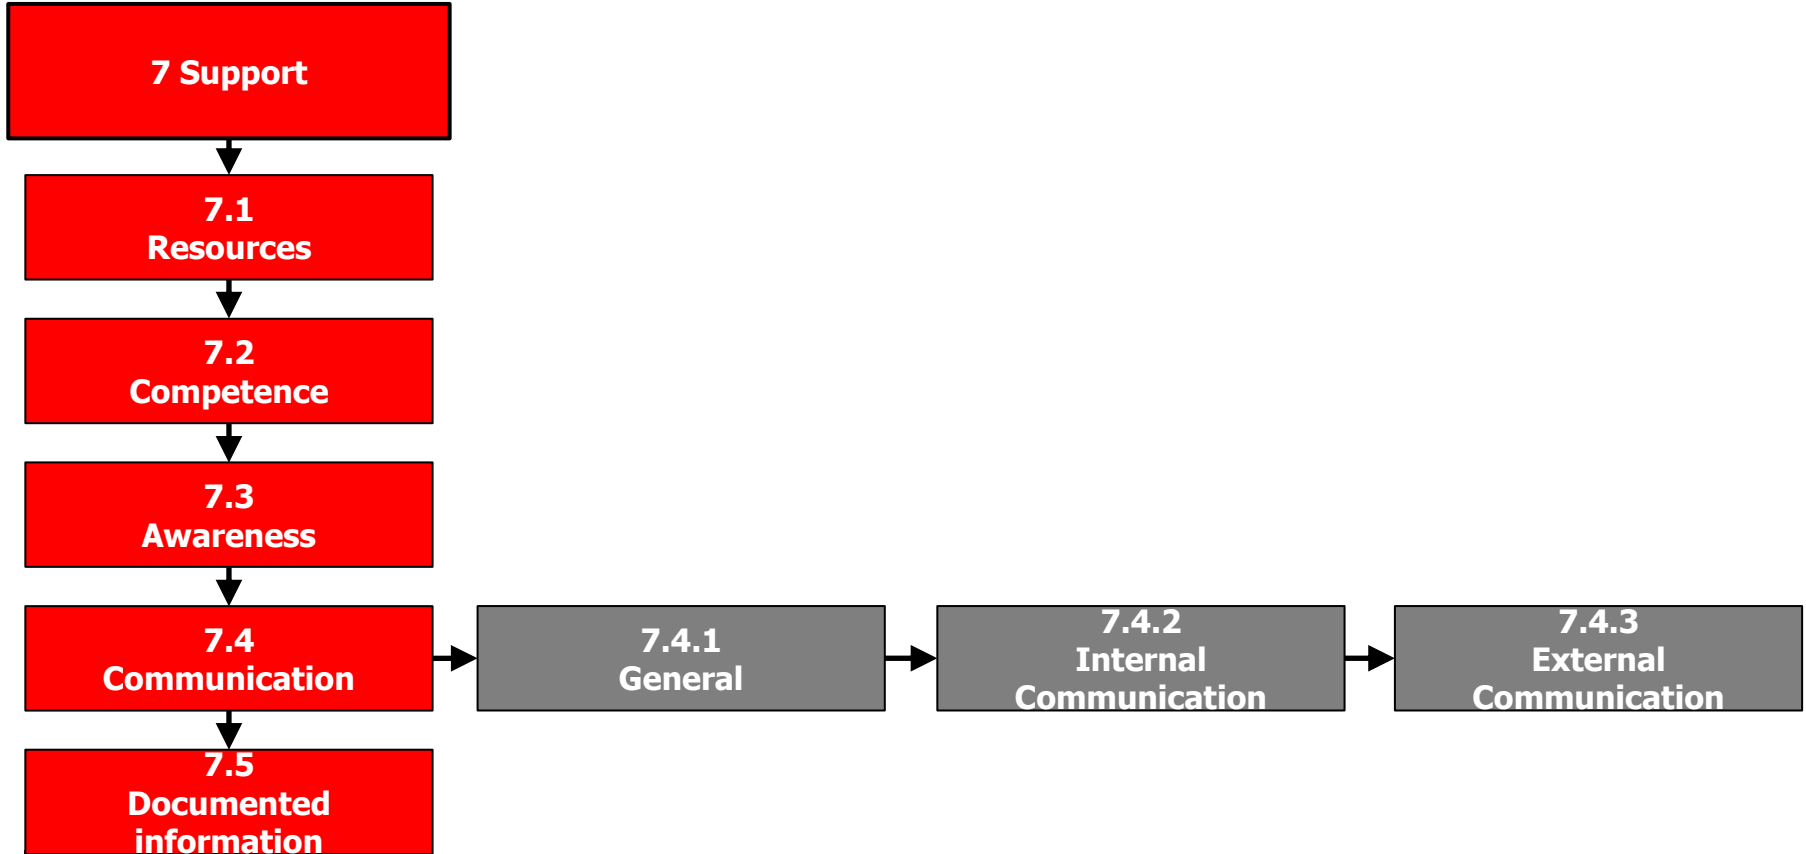 7 Support
7.1
Resources
7.2
Competence
7.3
Awareness
7.4
Communication
7.4.1
General
7.4.2
Internal
Communication
7.4.3
External
Communication
7.5
Documented
information